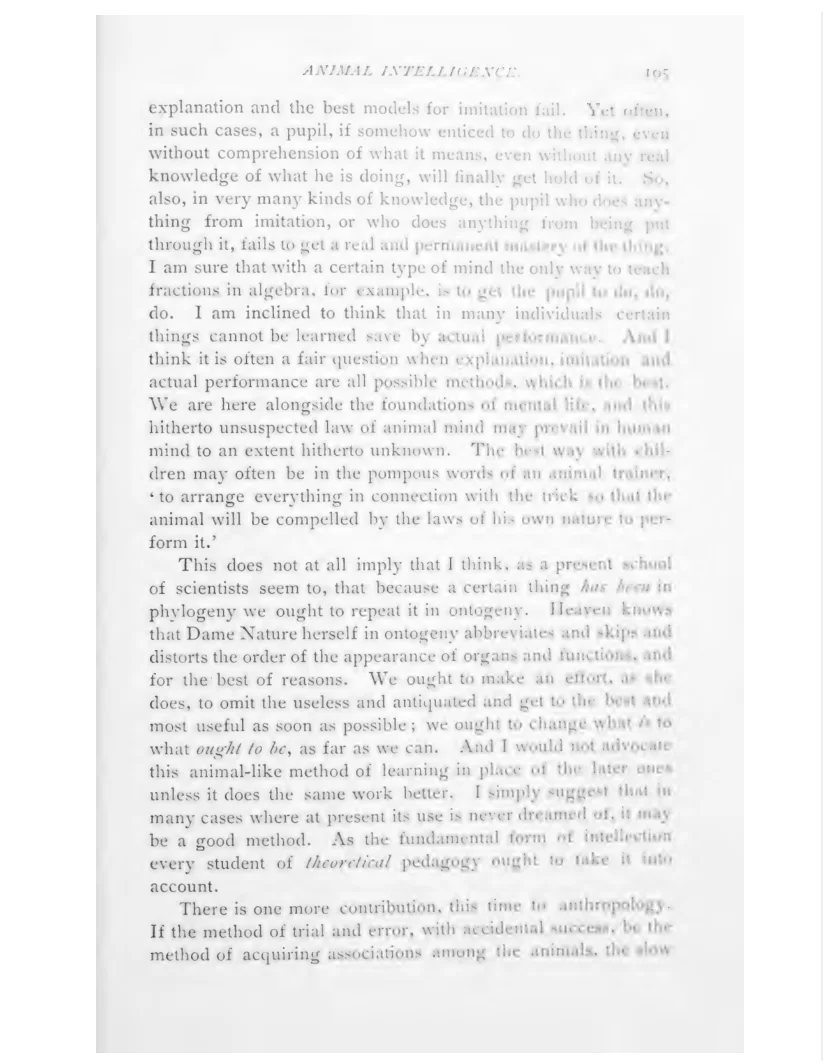 ANIMAL INTELLIGENCE. 105
explanation and the best models for imitation fail. Yet often,
in such cases, a pupil, if somehow enticed to do the thing, even
without comprehension of what it means, even without any real
knowledge of what he is doing, will finally get hold of it. So,
also, in very many kinds of knowledge, the pupil who does any-
thing from imitation, or who does anything from being put
through it, fails to get a real and permanent mastery of the thing.
I am sure that with a certain type of mind the only way to teach
fractions in algebra, for example, is to get the pupil to do, do,
do. I am inclined to think that in many individuals certain
things cannot be learned save by actual performance. And I
think it is often a fair question when explanation, imitation and
actual performance are all possible methods, which is the best.
We are here alongside the foundations of mental life, and this
hitherto unsuspected law of animal mind may prevail in human
mind to an extent hitherto unknown. The best way with chil-
dren may often be in the pompous words of an animal trainer,
‘to arrange everything in connection with the trick so that the
animal will be compelled by the laws of his own nature to per-
form it.’
This does not at all imply that I think, as a present school
of scientists seem to, that because a certain thing has been in
phylogeny we ought to repeat it in ontogeny. Heaven knows
that Dame Nature herself in ontogeny abbreviates and skips and
distorts the order of the appearance of organs and functions, and
for the best of reasons. We ought to make an effort, as she
does, to omit the useless and antiquated and get to the best and
most useful as soon as possible; we ought to change what is to
what ought to be, as far as we can. And I would not advocate
this animal-like method of learning in place of the later ones
unless it does the same work better. I simply suggest that in
many cases where at present its use is never dreamed of, it may
be a good method. As the fundamental form of intellection
every student of theoretical pedagogy ought to take it into
account.
There is one more contribution, this time to anthropology.
If the method of trial and error, with accidental success, be the
method of acquiring associations among the animals, the slow